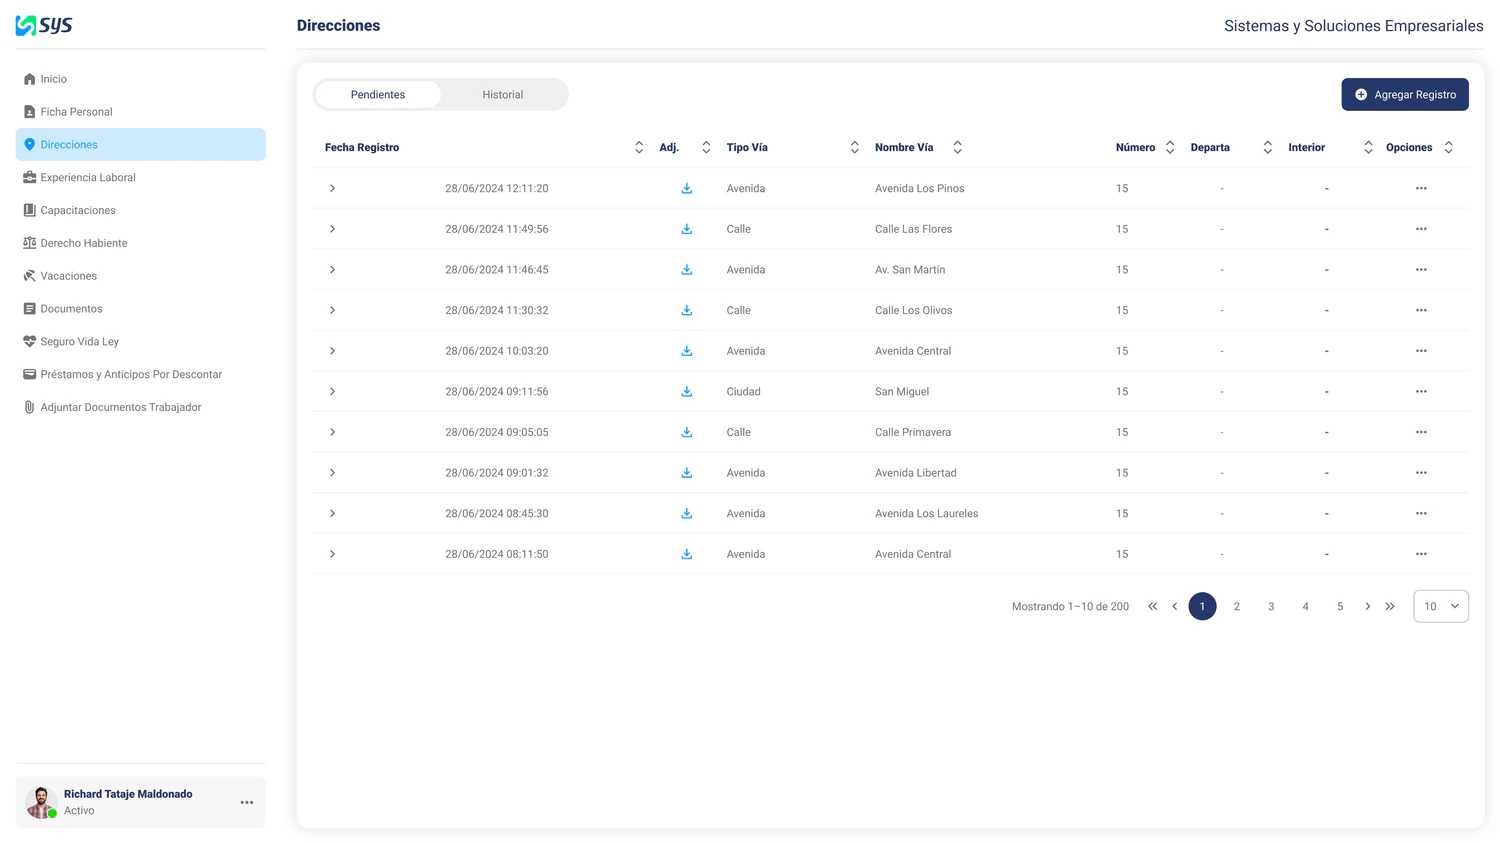 SYS
Direcciones
Sistemas y Soluciones Empresariales
Inicio
Ficha Personal
Direcciones
Experiencia Laboral
Capacitaciones
Derecho Habiente
Vacaciones
Documentos
Seguro Vida Ley
Préstamos y Anticipos Por Descontar
Adjuntar Documentos Trabajador
Richard Tataje Maldonado
Activo
Pendientes Historial
Agregar Registro
Fecha Registro Adj. Tipo Vía Nombre Vía Número Departa Interior Opciones
28/06/2024 12:11:20 Avenida Avenida Los Pinos 15 - -
28/06/2024 11:49:56 Calle Calle Las Flores 15 - -
28/06/2024 11:46:45 Avenida Av. San Martín 15 - -
28/06/2024 11:30:32 Calle Calle Los Olivos 15 - -
28/06/2024 10:03:20 Avenida Avenida Central 15 - -
28/06/2024 09:11:56 Ciudad San Miguel 15 - -
28/06/2024 09:05:05 Calle Calle Primavera 15 - -
28/06/2024 09:01:32 Avenida Avenida Libertad 15 - -
28/06/2024 08:45:30 Avenida Avenida Los Laureles 15 - -
28/06/2024 08:11:50 Avenida Avenida Central 15 - -
Mostrando 1–10 de 200 1 2 3 4 5 10